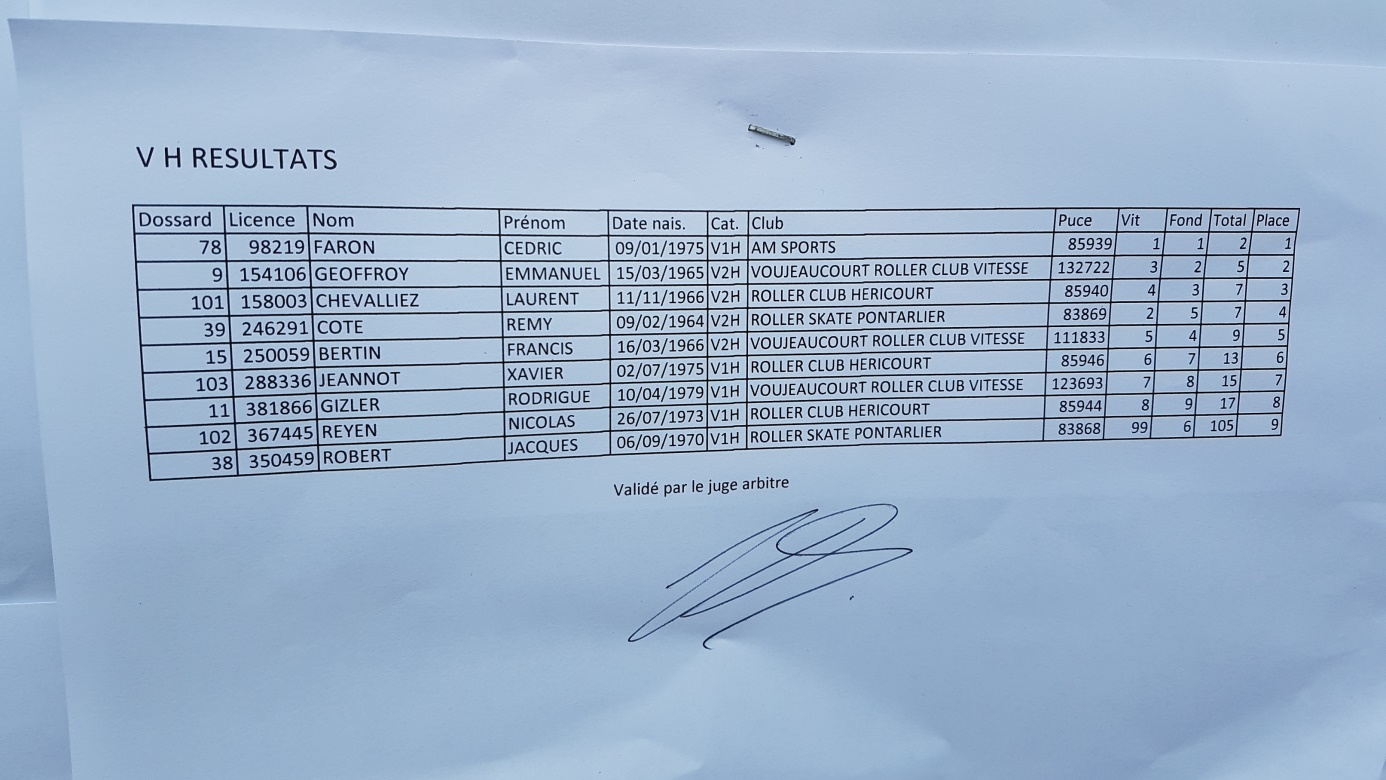 V H RESULTATS
Dossard Licence Nom Prénom Date nais. Cat. Club Puce Vit Fond Total Place
78 98219 FARON CEDRIC 09/01/1975 V1H AM SPORTS 85939 1 1 2 1
9 154106 GEOFFROY EMMANUEL 15/03/1965 V2H VOUJEAUCOURT ROLLER CLUB VITESSE 132722 3 2 5 2
101 158003 CHEVALLIEZ LAURENT 11/11/1966 V2H ROLLER CLUB HERICOURT 85940 4 3 7 3
39 246291 COTE REMY 09/02/1964 V2H ROLLER SKATE PONTARLIER 83869 2 5 7 4
15 250059 BERTIN FRANCIS 16/03/1966 V2H VOUJEAUCOURT ROLLER CLUB VITESSE 111833 5 4 9 5
103 288336 JEANNOT XAVIER 02/07/1975 V1H ROLLER CLUB HERICOURT 85946 6 7 13 6
11 381866 GIZLER RODRIGUE 10/04/1979 V1H VOUJEAUCOURT ROLLER CLUB VITESSE 123693 7 8 15 7
102 367445 REYEN NICOLAS 26/07/1973 V1H ROLLER CLUB HERICOURT 85944 8 9 17 8
38 350459 ROBERT JACQUES 06/09/1970 V1H ROLLER SKATE PONTARLIER 83868 99 6 105 9
Validé par le juge arbitre